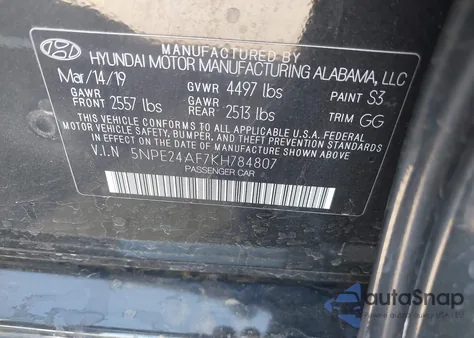 MANUFACTURED BY
HYUNDAI MOTOR MANUFACTURING ALABAMA, LLC
Mar/14/19 GVWR 4497 lbs PAINT S3
GAWR FRONT 2557 lbs GAWR REAR 2513 lbs TRIM GG
THIS VEHICLE CONFORMS TO ALL APPLICABLE U.S.A. FEDERAL
MOTOR VEHICLE SAFETY, BUMPER, AND THEFT PREVENTION STANDARDS
IN EFFECT ON THE DATE OF MANUFACTURE SHOWN ABOVE.
V.I.N 5NPE24AF7KH784807
PASSENGER CAR
autoSnap